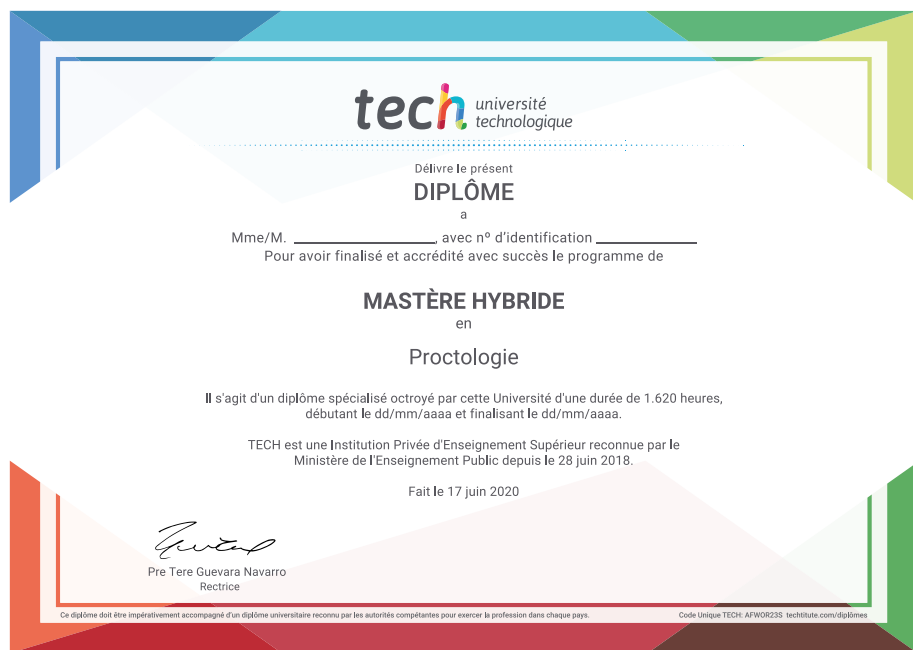 tech université
technologique
Délivre le présent
DIPLÔME
a
Mme/M. ____________, avec nº d'identification ____________
Pour avoir finalisé et accrédité avec succès le programme de
MASTÈRE HYBRIDE
en
Proctologie
Il s'agit d'un diplôme spécialisé octroyé par cette Université d'une durée de 1.620 heures,
débutant le dd/mm/aaaa et finalisant le dd/mm/aaaa.
TECH est une Institution Privée d'Enseignement Supérieur reconnue par le
Ministère de l'Enseignement Public depuis le 28 juin 2018.
Fait le 17 juin 2020
Pre Tere Guevara Navarro
Rectrice
Ce diplôme doit être impérativement accompagné d'un diplôme universitaire reconnu par les autorités compétantes pour exercer la profession dans chaque pays.
Code Unique TECH: AFWOR23S techtitute.com/diplômes